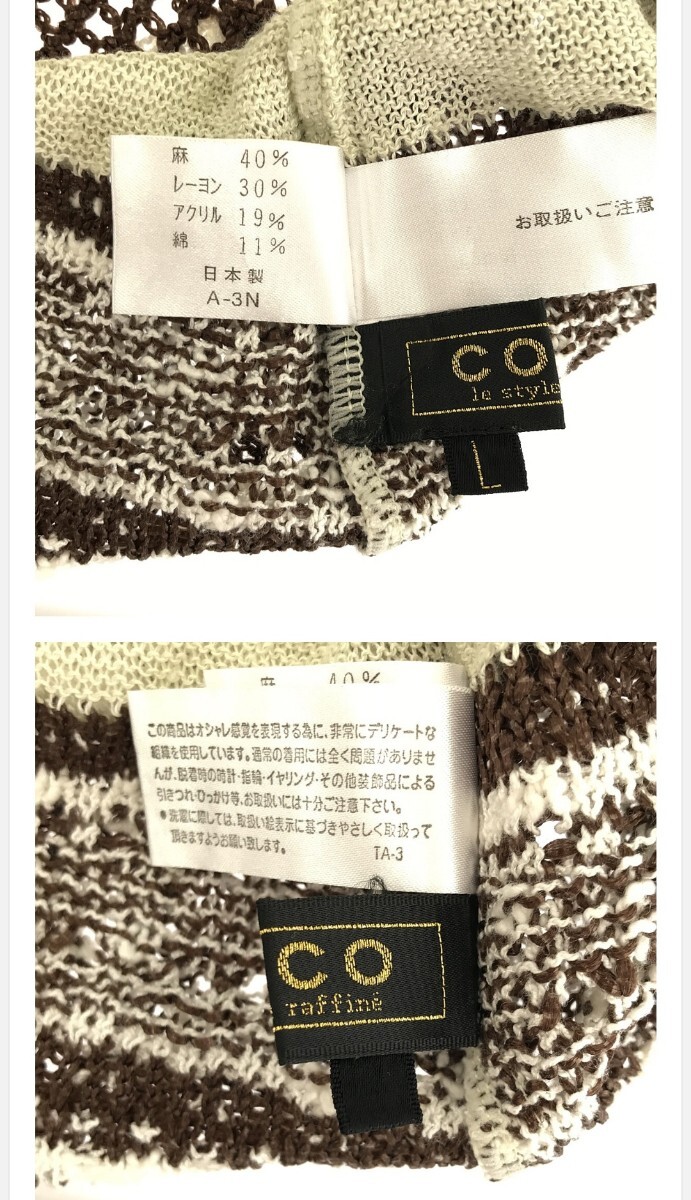 麻 40%
レーヨン 30%
アクリル 19%
綿 11%
日本製
A-3N
お取扱いご注意
CO
le style
L
麻 40%
この商品はオシャレ感覚を表現する為に、非常にデリケートな
組織を使用しています。通常の着用には全く問題がありませ
んが、脱着時の時計・指輪・イヤリング・その他装飾品による
引きつれ・ひっかけ等、お取扱いには十分ご注意下さい。
●洗濯に際しては、取扱い絵表示に基づきやさしく取扱って
頂きますようお願い致します。
TA-3
CO
raffiné